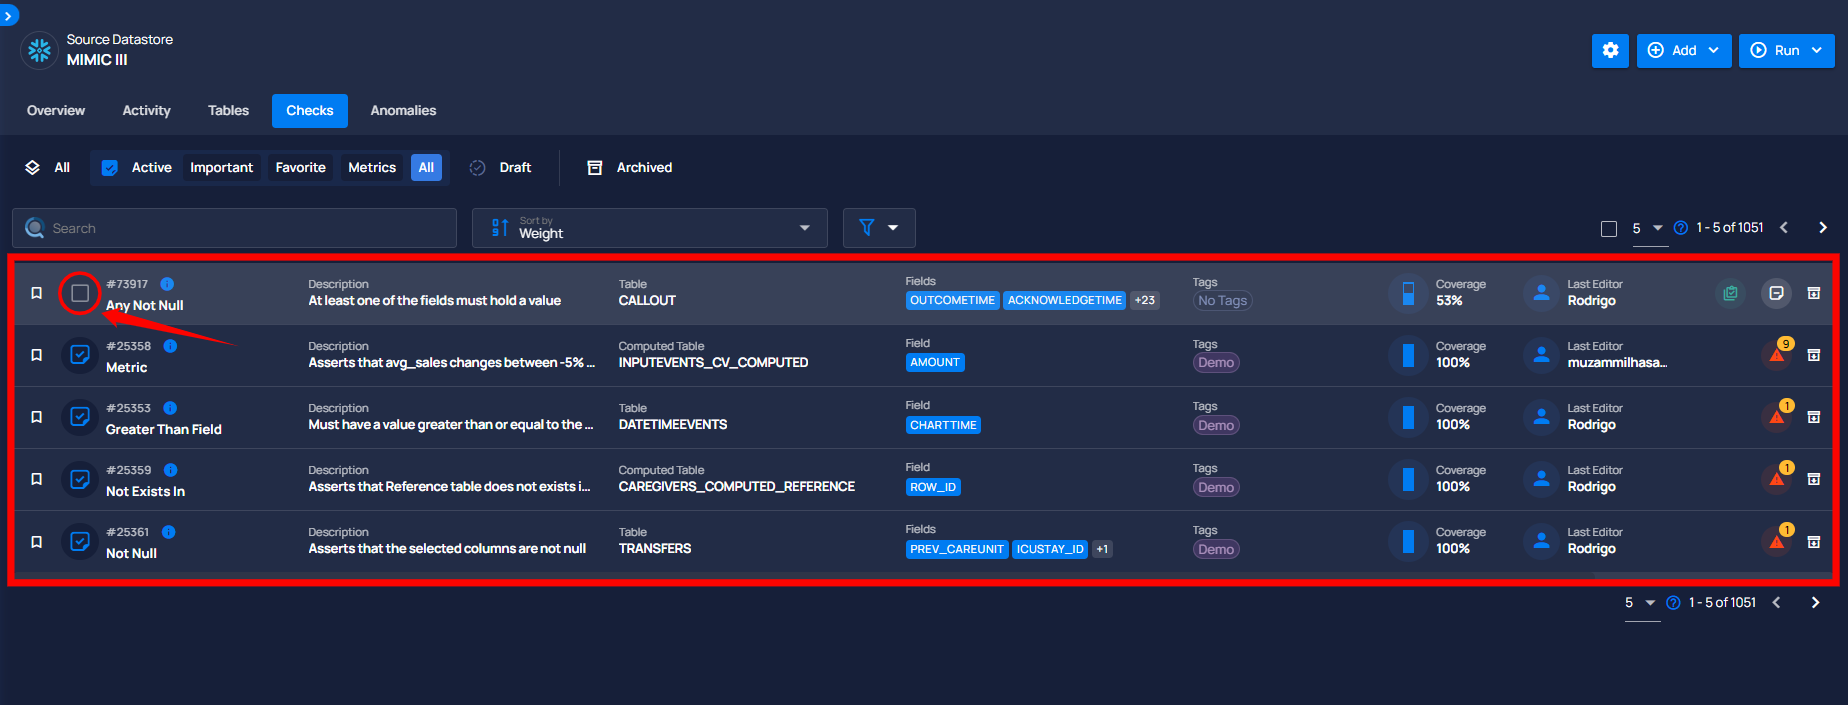 Source Datastore
MIMIC III
Add
Run
Overview Activity Tables Checks Anomalies
All Active Important Favorite Metrics All Draft Archived
Search
Sort by
Weight
5 1 - 5 of 1051
#73917
Any Not Null
Description
At least one of the fields must hold a value
Table
CALLOUT
Fields
OUTCOMETIME ACKNOWLEDGETIME +23
Tags
No Tags
Coverage
53%
Last Editor
Rodrigo
#25358
Metric
Description
Asserts that avg_sales changes between -5% ...
Computed Table
INPUTEVENTS_CV_COMPUTED
Field
AMOUNT
Tags
Demo
Coverage
100%
Last Editor
muzammilhasa...
9
#25353
Greater Than Field
Description
Must have a value greater than or equal to the ...
Table
DATETIMEEVENTS
Field
CHARTTIME
Tags
Demo
Coverage
100%
Last Editor
Rodrigo
1
#25359
Not Exists In
Description
Asserts that Reference table does not exists i...
Computed Table
CAREGIVERS_COMPUTED_REFERENCE
Field
ROW_ID
Tags
Demo
Coverage
100%
Last Editor
Rodrigo
1
#25361
Not Null
Description
Asserts that the selected columns are not null
Table
TRANSFERS
Fields
PREV_CAREUNIT ICUSTAY_ID +1
Tags
Demo
Coverage
100%
Last Editor
Rodrigo
1
5 1 - 5 of 1051